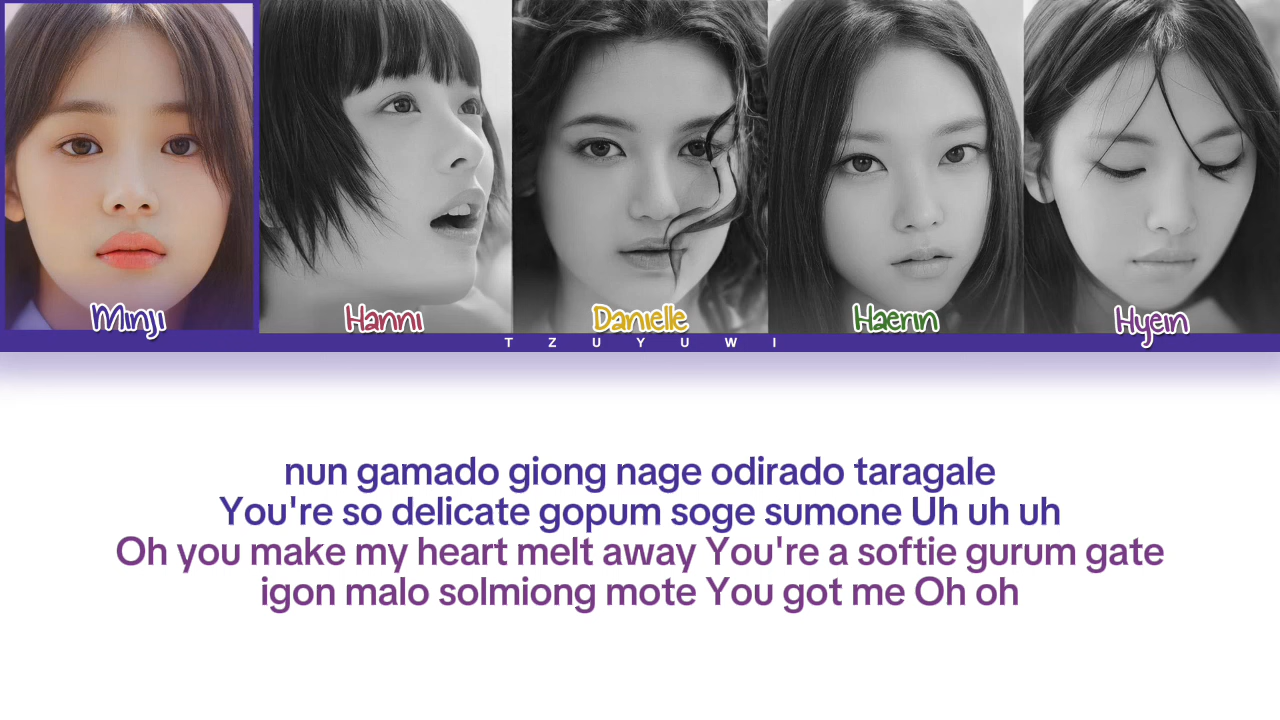 Minji Hanni Danielle Haerin Hyein
TZUYUWI
nun gamado giong nage odirado taragale
You're so delicate gopum soge sumone Uh uh uh
Oh you make my heart melt away You're a softie gurum gate
igon malo solmiong mote You got me Oh oh